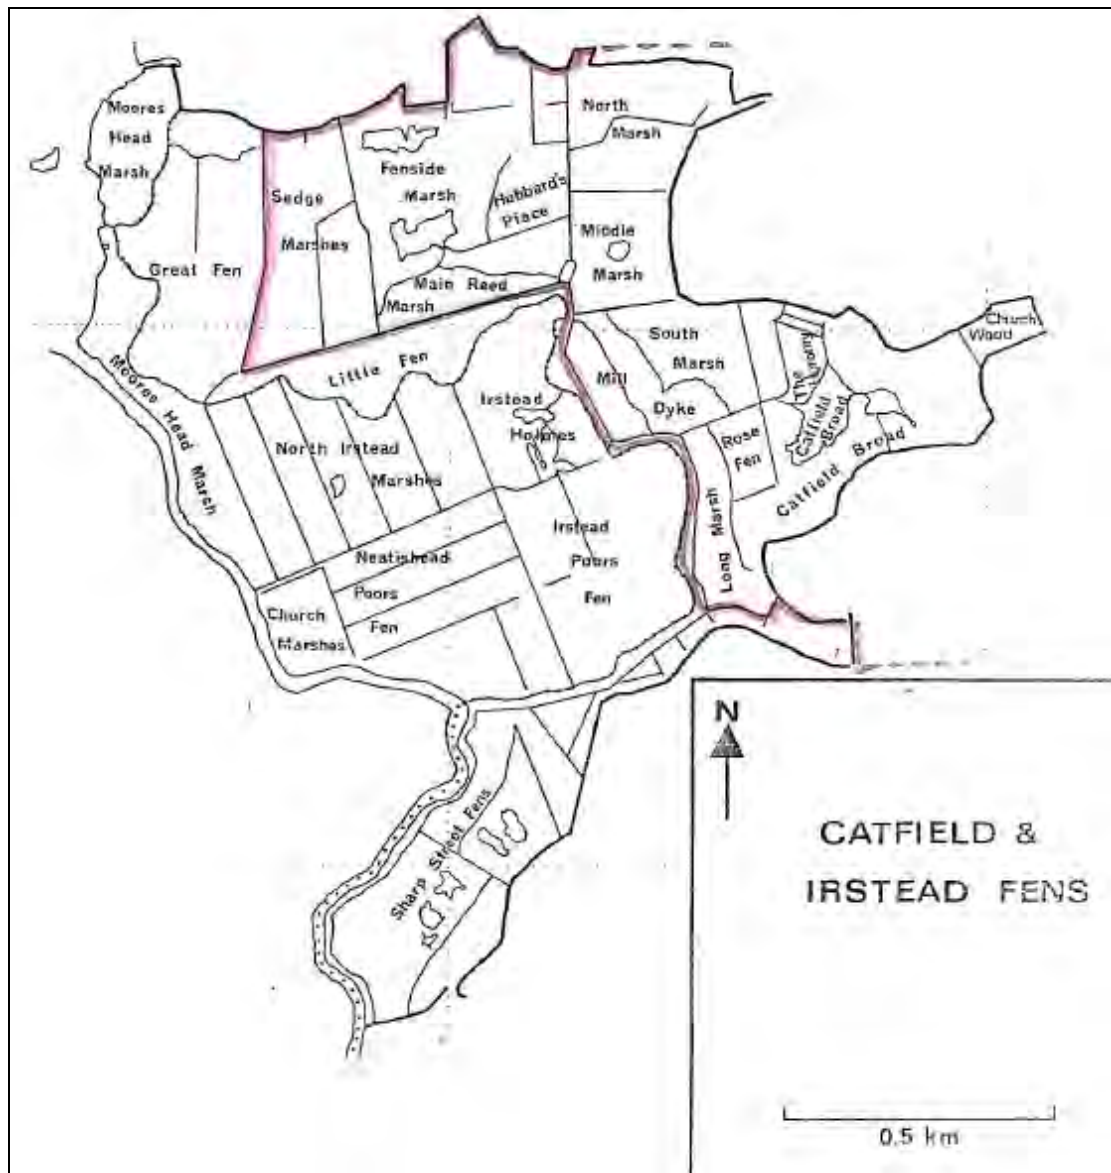 Moores
Head
Marsh
Great Fen
Sedge
Marshes
Fenside
Marsh
Hubbard's
Place
North
Marsh
Middle
Marsh
Main Reed
Marsh
Little Fen
South
Marsh
Mill
Dyke
Church
Wood
The
Catfield
Broad
Catfield Broad
Rose
Fen
Long Marsh
Moores Head Marsh
Irstead
Holmes
North Irstead
Marshes
Irstead
Poors
Fen
Neatishead
Poors
Fen
Church
Marshes
Sharp Street Fens
N
CATFIELD &
IRSTEAD FENS
0.5 km